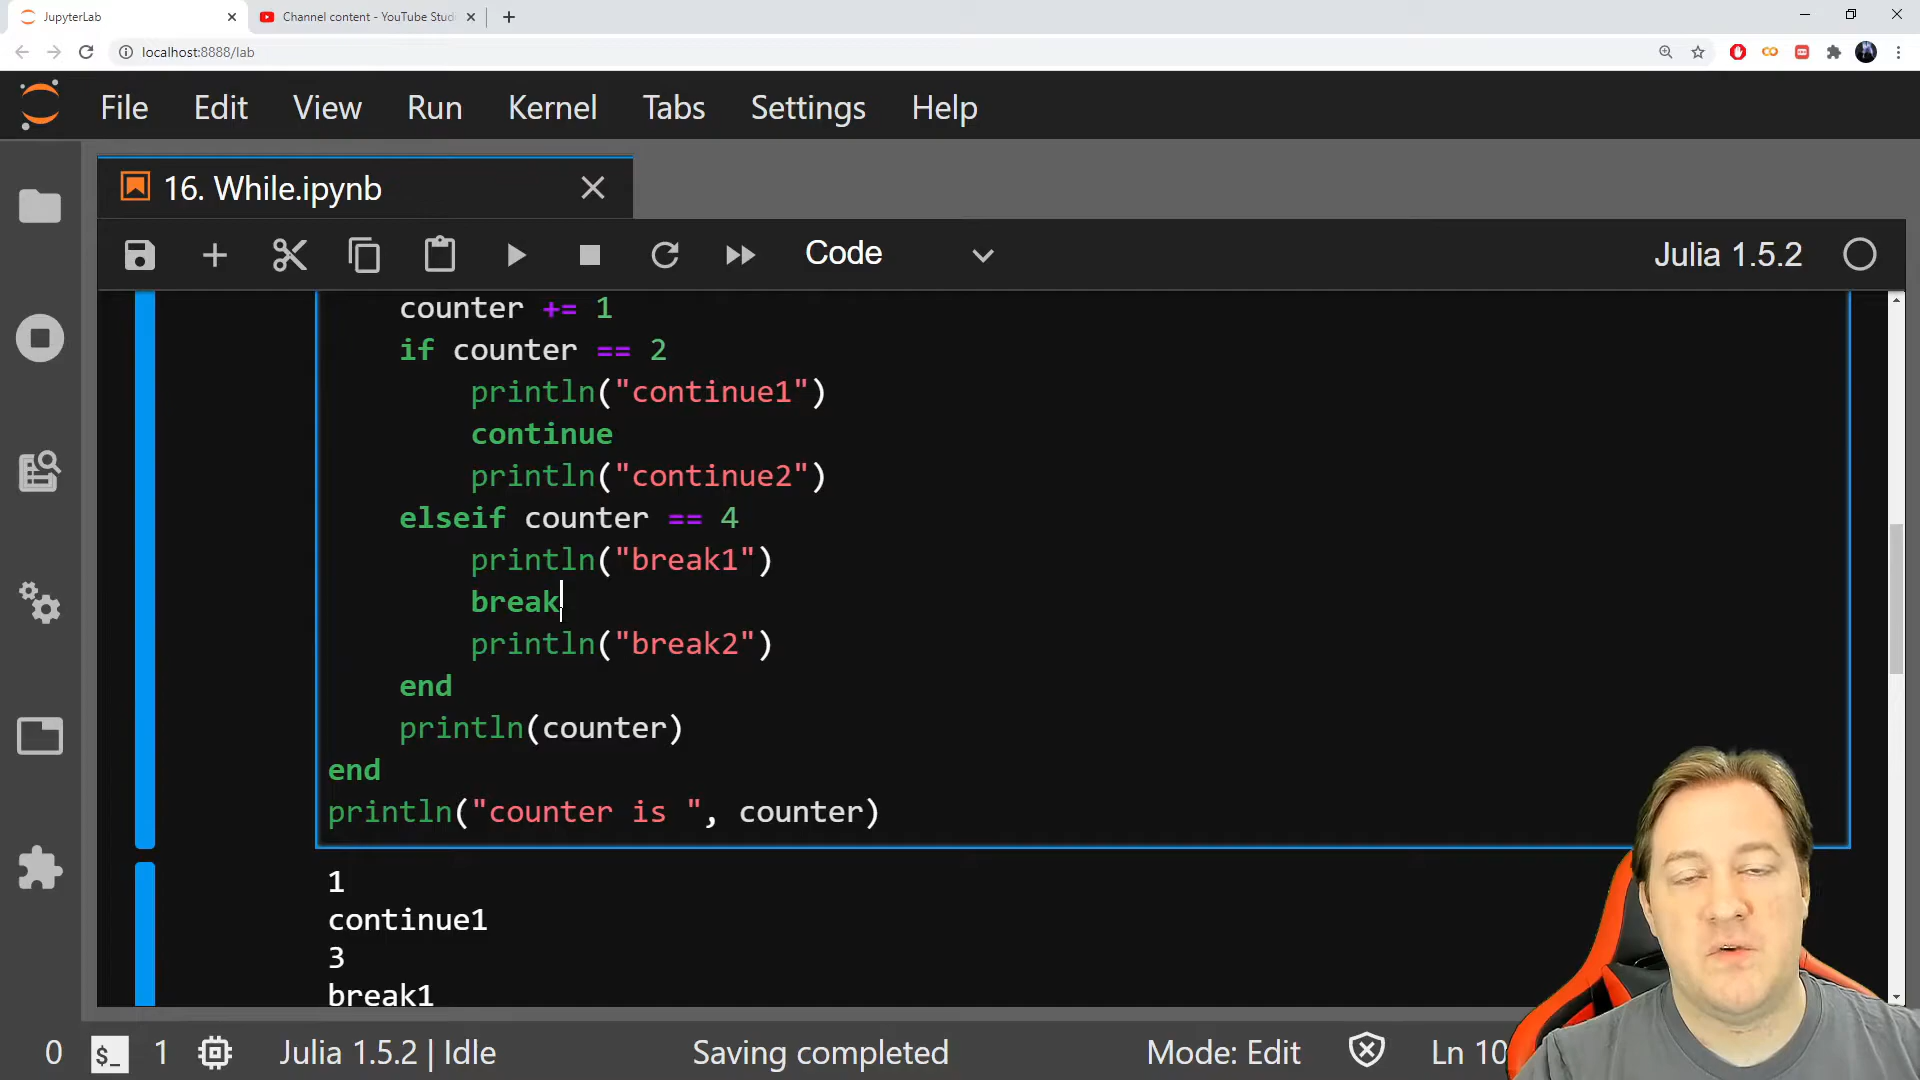 JupyterLab
Channel content - YouTube Stud
localhost:8888/lab
File Edit View Run Kernel Tabs Settings Help
16. While.ipynb
Code
Julia 1.5.2
counter += 1
if counter == 2
println("continue1")
continue
println("continue2")
elseif counter == 4
println("break1")
break
println("break2")
end
println(counter)
end
println("counter is ", counter)
1
continue1
3
break1
0 $_ 1 Julia 1.5.2 | Idle Saving completed Mode: Edit Ln 10